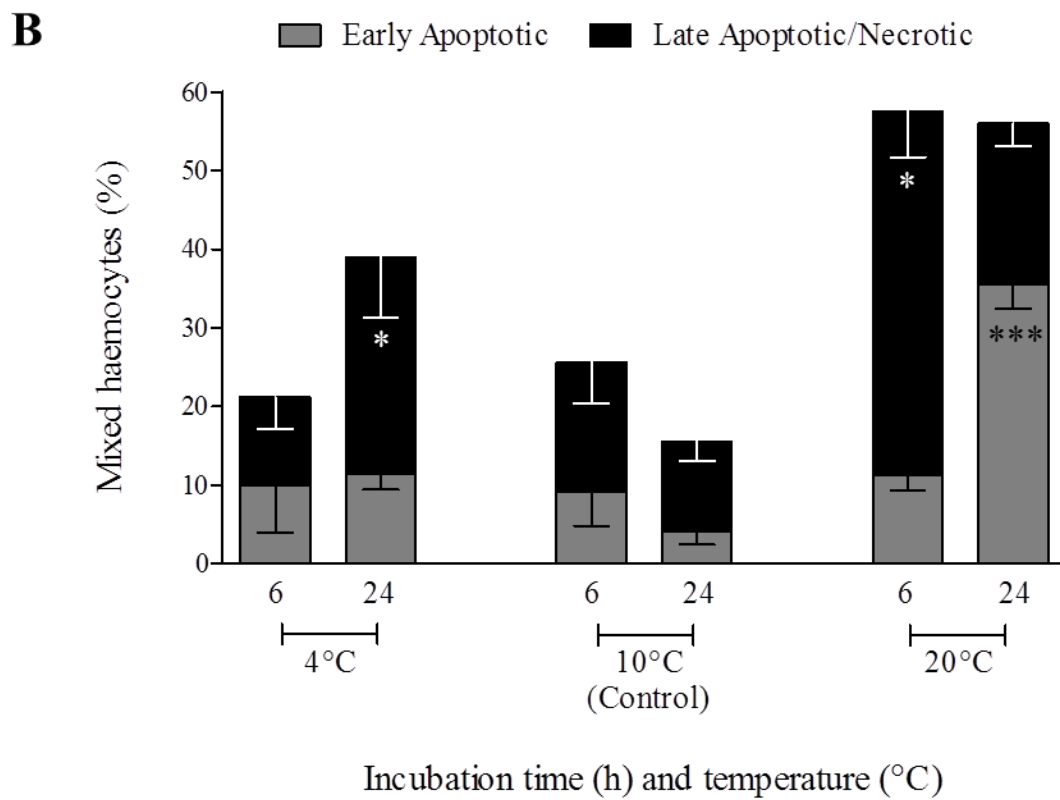 B
Early Apoptotic Late Apoptotic/Necrotic
Mixed haemocytes (%)
60
50
40
30
20
10
0
*
*
***
6 24 6 24 6 24
4°C 10°C 20°C
(Control)
Incubation time (h) and temperature (°C)